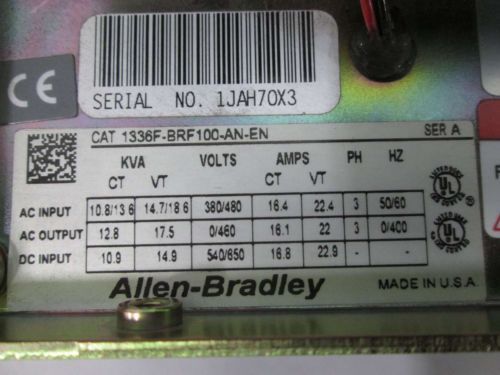 CE
SERIAL NO. 1JAH70X3
CAT 1336F-BRF100-AN-EN SER A
KVA VOLTS AMPS PH HZ
CT VT CT VT
AC INPUT 10.8/13.6 14.7/18.6 380/480 16.4 22.4 3 50/60
AC OUTPUT 12.8 17.5 0/460 16.1 22 3 0/400
DC INPUT 10.9 14.9 540/650 16.8 22.9 - -
UL
UL
Allen-Bradley MADE IN U.S.A.